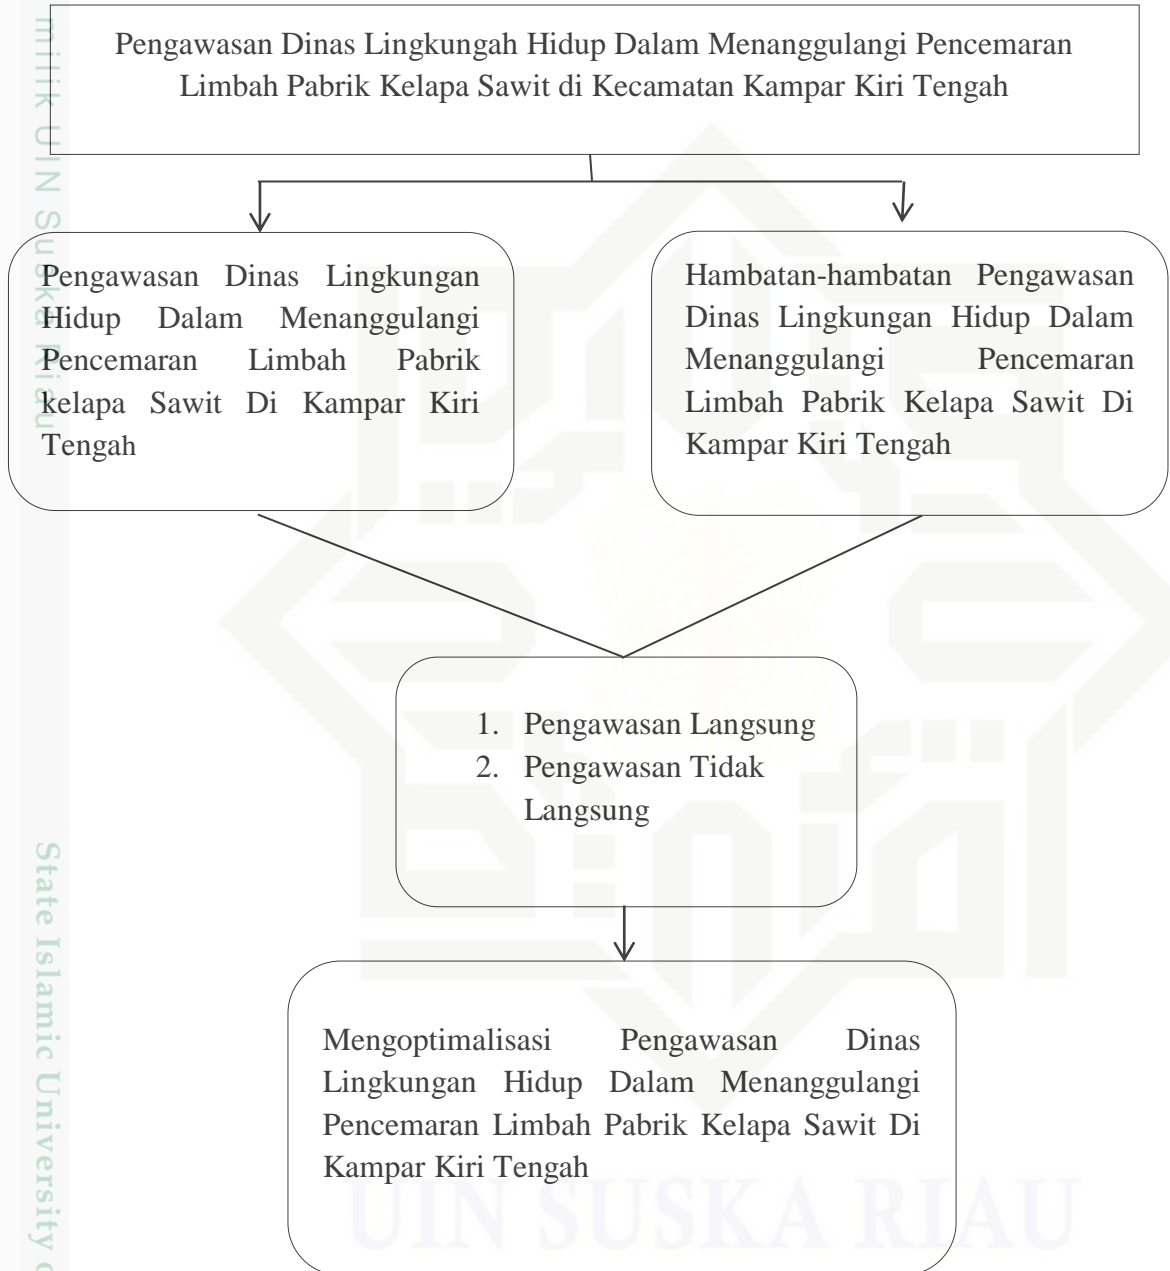 Pengawasan Dinas Lingkungah Hidup Dalam Menanggulangi Pencemaran
Limbah Pabrik Kelapa Sawit di Kecamatan Kampar Kiri Tengah
Pengawasan Dinas Lingkungan
Hidup Dalam Menanggulangi
Pencemaran Limbah Pabrik
kelapa Sawit Di Kampar Kiri
Tengah
Hambatan-hambatan Pengawasan
Dinas Lingkungan Hidup Dalam
Menanggulangi Pencemaran
Limbah Pabrik Kelapa Sawit Di
Kampar Kiri Tengah
1. Pengawasan Langsung
2. Pengawasan Tidak
Langsung
Mengoptimalisasi Pengawasan Dinas
Lingkungan Hidup Dalam Menanggulangi
Pencemaran Limbah Pabrik Kelapa Sawit Di
Kampar Kiri Tengah
milik UIN Suska Riau
State Islamic University
UIN SUSKA RIAU